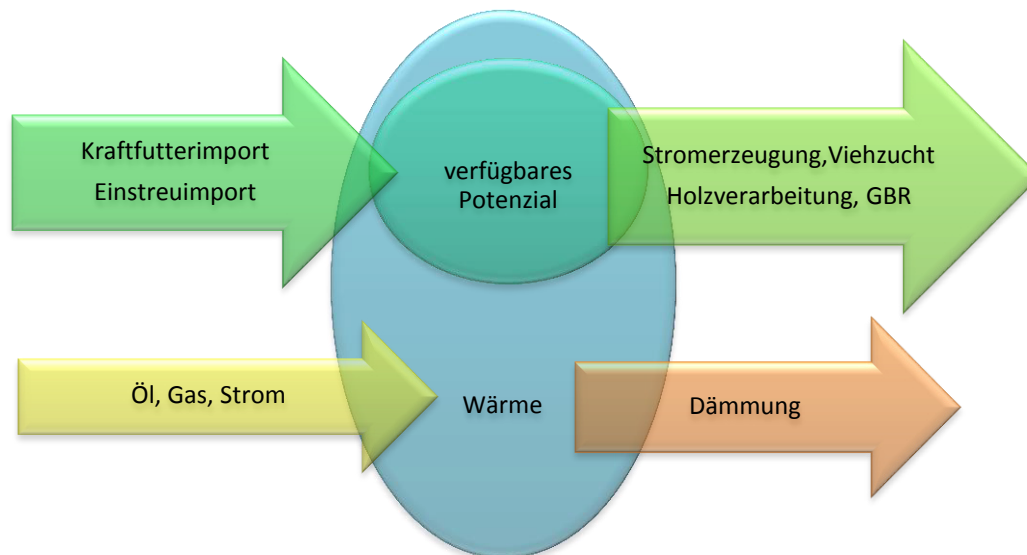 Kraftfutterimport
Einstreuimport
verfügbares
Potenzial
Stromerzeugung,Viehzucht
Holzverarbeitung, GBR
Öl, Gas, Strom
Wärme
Dämmung